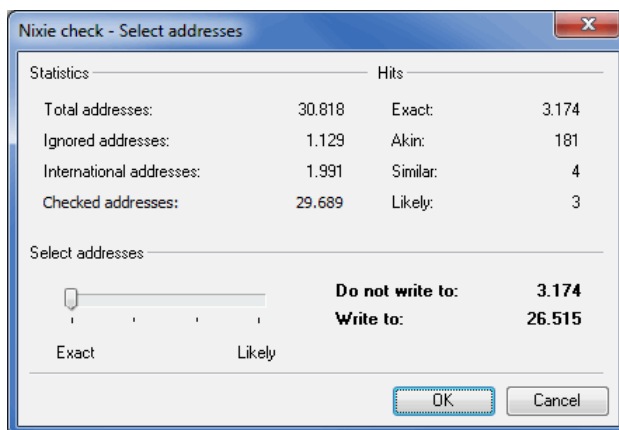 Nixie check - Select addresses
Statistics Hits
Total addresses: 30.818 Exact: 3.174
Ignored addresses: 1.129 Akin: 181
International addresses: 1.991 Similar: 4
Checked addresses: 29.689 Likely: 3
Select addresses
Do not write to: 3.174
Write to: 26.515
Exact Likely
OK Cancel